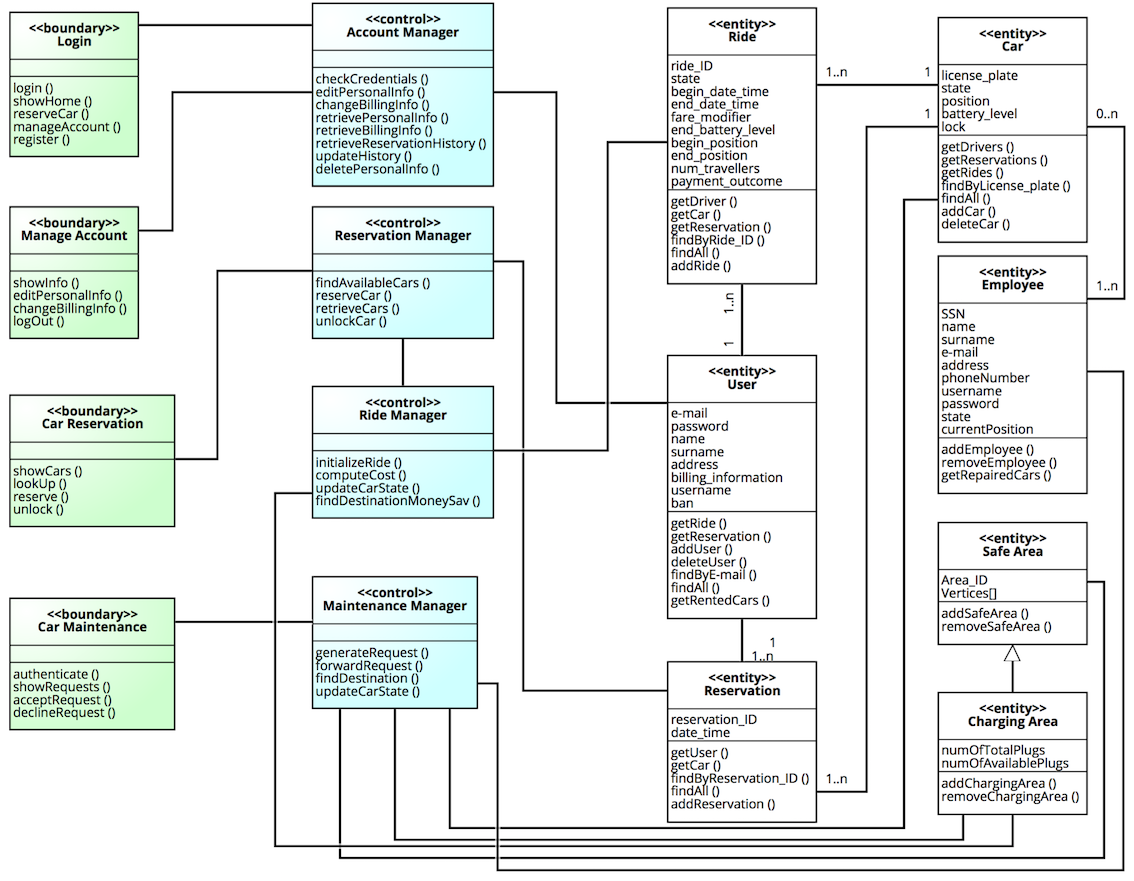 <<boundary>>
Login
login ()
showHome ()
reserveCar ()
manageAccount ()
register ()
<<boundary>>
Manage Account
showInfo ()
editPersonalInfo ()
changeBillingInfo ()
logOut ()
<<boundary>>
Car Reservation
showCars ()
lookUp ()
reserve ()
unlock ()
<<boundary>>
Car Maintenance
authenticate ()
showRequests ()
acceptRequest ()
declineRequest ()
<<control>>
Account Manager
checkCredentials ()
editPersonalInfo ()
changeBillingInfo ()
retrievePersonalInfo ()
retrieveBillingInfo ()
retrieveReservationHistory ()
updateHistory ()
deletePersonalInfo ()
<<control>>
Reservation Manager
findAvailableCars ()
reserveCar ()
retrieveCars ()
unlockCar ()
<<control>>
Ride Manager
initializeRide ()
computeCost ()
updateCarState ()
findDestinationMoneySav ()
<<control>>
Maintenance Manager
generateRequest ()
forwardRequest ()
findDestination ()
updateCarState ()
<<entity>>
Ride
ride_ID
state
begin_date_time
end_date_time
fare_modifier
end_battery_level
begin_position
end_position
num_travellers
payment_outcome
getDriver ()
getCar ()
getReservation ()
findByRide_ID ()
findAll ()
addRide ()
1..n
1
<<entity>>
User
e-mail
password
name
surname
address
billing_information
username
ban
getRide ()
getReservation ()
addUser ()
deleteUser ()
findByE-mail ()
findAll ()
getRentedCars ()
1
1..n
<<entity>>
Reservation
reservation_ID
date_time
getUser ()
getCar ()
findByReservation_ID ()
findAll ()
addReservation ()
1..n
1..n
1
1
<<entity>>
Car
license_plate
state
position
battery_level
lock
getDrivers ()
getReservations ()
getRides ()
findByLicense_plate ()
findAll ()
addCar ()
deleteCar ()
0..n
1..n
<<entity>>
Employee
SSN
name
surname
e-mail
address
phoneNumber
username
password
state
currentPosition
addEmployee ()
removeEmployee ()
getRepairedCars ()
<<entity>>
Safe Area
Area_ID
Vertices[]
addSafeArea ()
removeSafeArea ()
<<entity>>
Charging Area
numOfTotalPlugs
numOfAvailablePlugs
addChargingArea ()
removeChargingArea ()